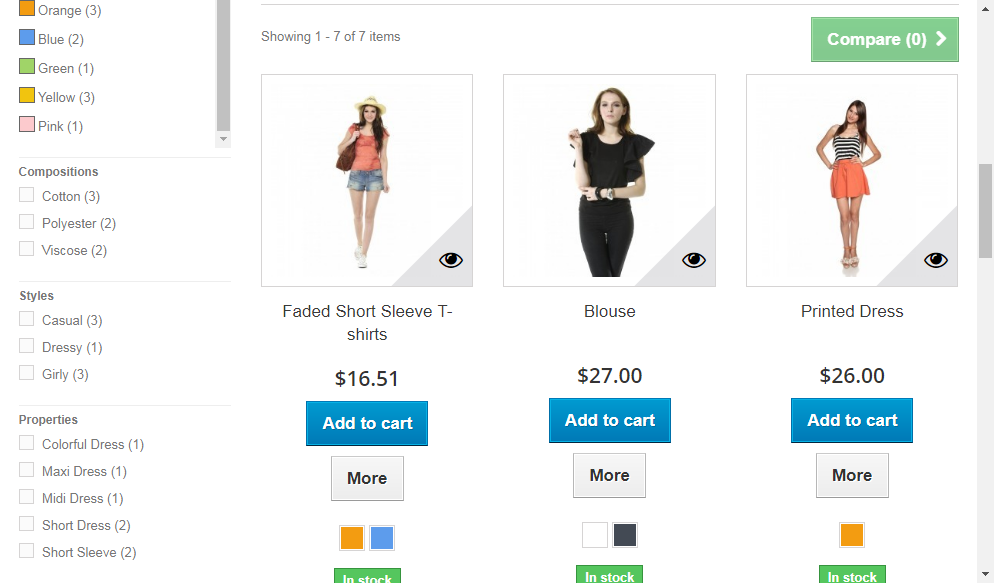 Orange (3)
Blue (2)
Green (1)
Yellow (3)
Pink (1)
Compositions
Cotton (3)
Polyester (2)
Viscose (2)
Styles
Casual (3)
Dressy (1)
Girly (3)
Properties
Colorful Dress (1)
Maxi Dress (1)
Midi Dress (1)
Short Dress (2)
Short Sleeve (2)
Showing 1 - 7 of 7 items
Compare (0)
Faded Short Sleeve T-
shirts
$16.51
Add to cart
More
In stock
Blouse
$27.00
Add to cart
More
In stock
Printed Dress
$26.00
Add to cart
More
In stock